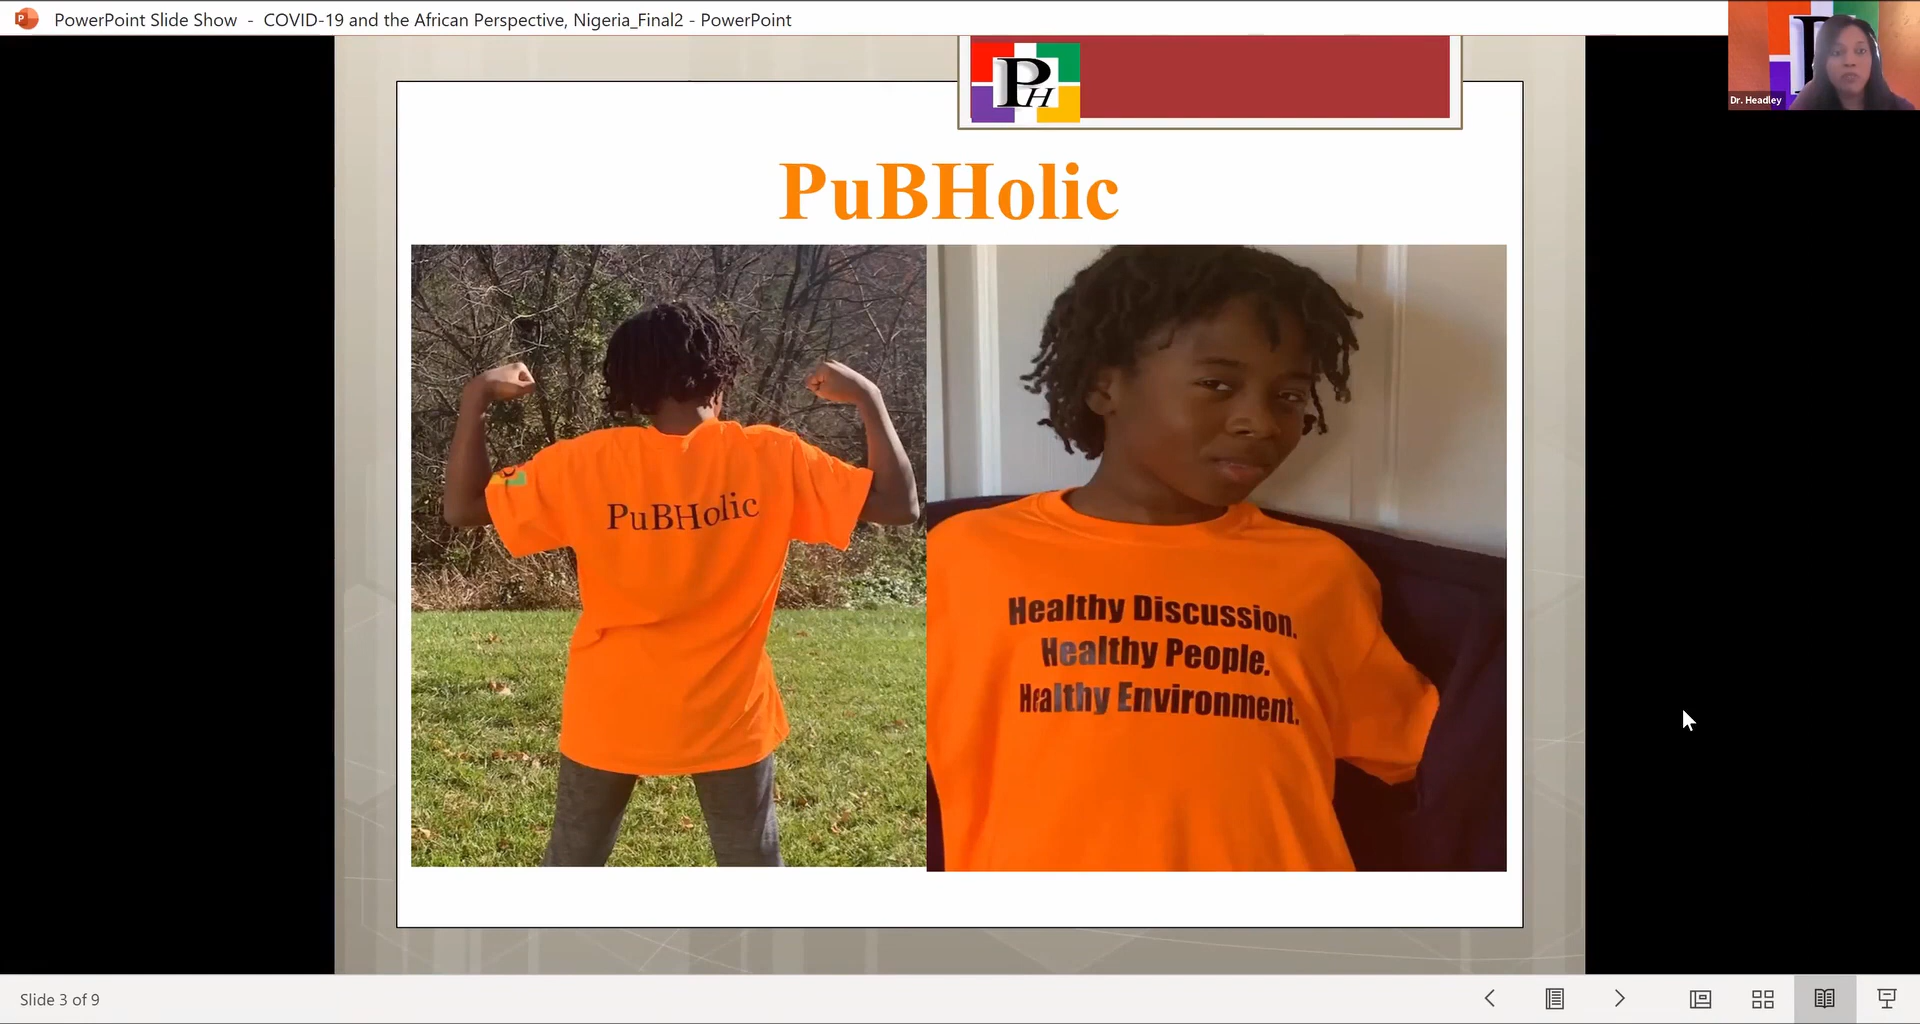 PowerPoint Slide Show - COVID-19 and the African Perspective, Nigeria_Final2 - PowerPoint
Dr. Headley
PH
PuBHolic
PuBHolic
Healthy Discussion.
Healthy People.
Healthy Environment.
Slide 3 of 9